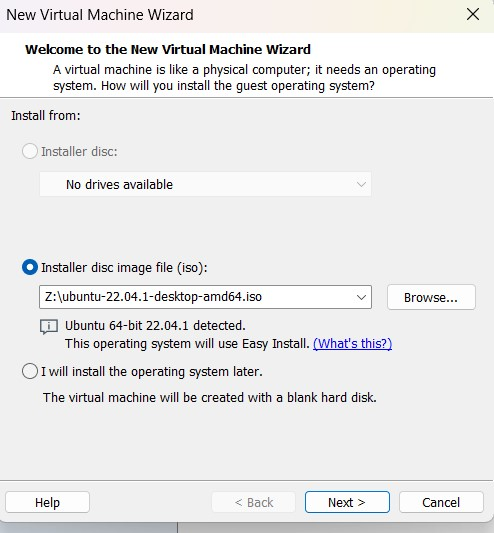 New Virtual Machine Wizard
Welcome to the New Virtual Machine Wizard
A virtual machine is like a physical computer; it needs an operating
system. How will you install the guest operating system?
Install from:
Installer disc:
No drives available
Installer disc image file (iso):
Z:\ubuntu-22.04.1-desktop-amd64.iso
Browse...
Ubuntu 64-bit 22.04.1 detected.
This operating system will use Easy Install. (What's this?)
I will install the operating system later.
The virtual machine will be created with a blank hard disk.
Help
< Back
Next >
Cancel